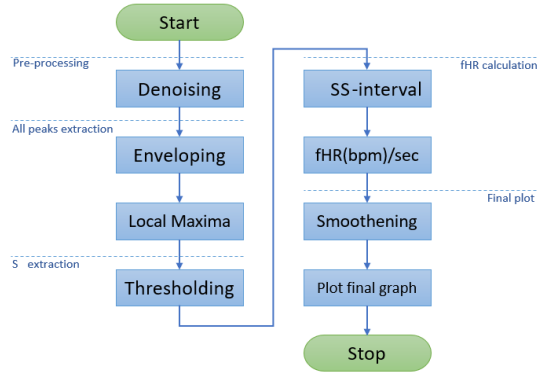 Start
Pre-processing
Denoising
All peaks extraction
Enveloping
Local Maxima
S extraction
Thresholding
fHR calculation
SS-interval
fHR(bpm)/sec
Final plot
Smoothening
Plot final graph
Stop